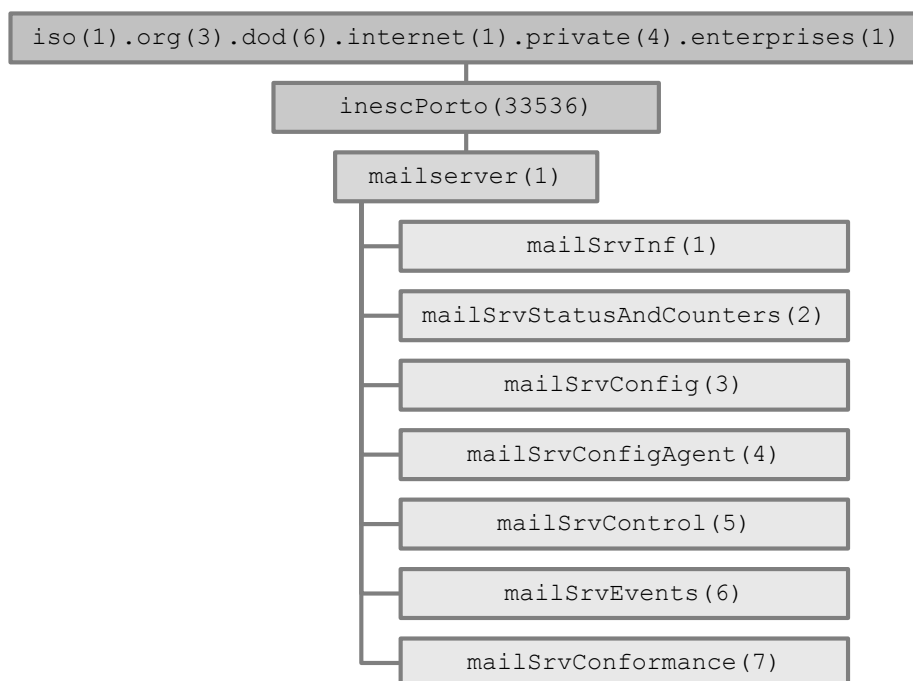 iso(1).org(3).dod(6).internet(1).private(4).enterprises(1)
inescPorto(33536)
mailserver(1)
mailSrvInf(1)
mailSrvStatusAndCounters(2)
mailSrvConfig(3)
mailSrvConfigAgent(4)
mailSrvControl(5)
mailSrvEvents(6)
mailSrvConformance(7)